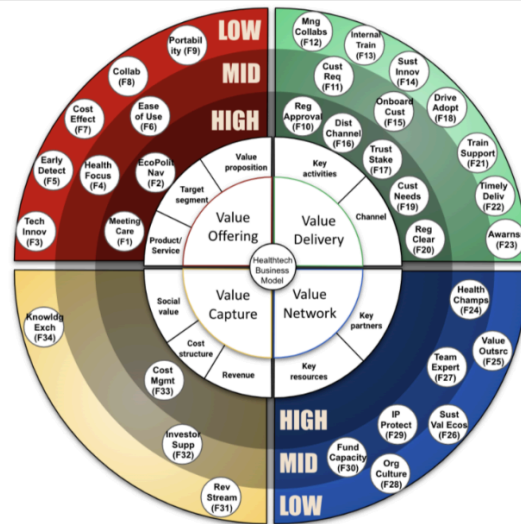 LOW
MID
HIGH
Portabil
ity (F9)
Collab
(F8)
Cost
Effect
(F7)
Ease
of Use
(F6)
Early
Detect
(F5)
Health
Focus
(F4)
EcoPolit
Nav
(F2)
Tech
Innov
(F3)
Meeting
Care
(F1)
Value
proposition
Target
segment
Product/
Service
Value
Offering
Mng
Collabs
(F12)
Internal
Train
(F13)
Cust
Req
(F11)
Sust
Innov
(F14)
Onboard
Cust
(F15)
Drive
Adopt
(F18)
Reg
Approval
(F10)
Dist
Channel
(F16)
Trust
Stake
(F17)
Train
Support
(F21)
Cust
Needs
(F19)
Timely
Deliv
(F22)
Reg
Clear
(F20)
Awarns
(F23)
Key
activities
Channel
Value
Delivery
Healthtech
Business
Model
Value
Capture
Social
value
Cost
structure
Revenue
Knowldg
Exch
(F34)
Cost
Mgmt
(F33)
Investor
Supp
(F32)
Rev
Stream
(F31)
Value
Network
Key
partners
Key
resources
Health
Champs
(F24)
Value
Outsrc
(F25)
Team
Expert
(F27)
IP
Protect
(F29)
Sust
Val Ecos
(F26)
Fund
Capacity
(F30)
Org
Culture
(F28)
HIGH
MID
LOW